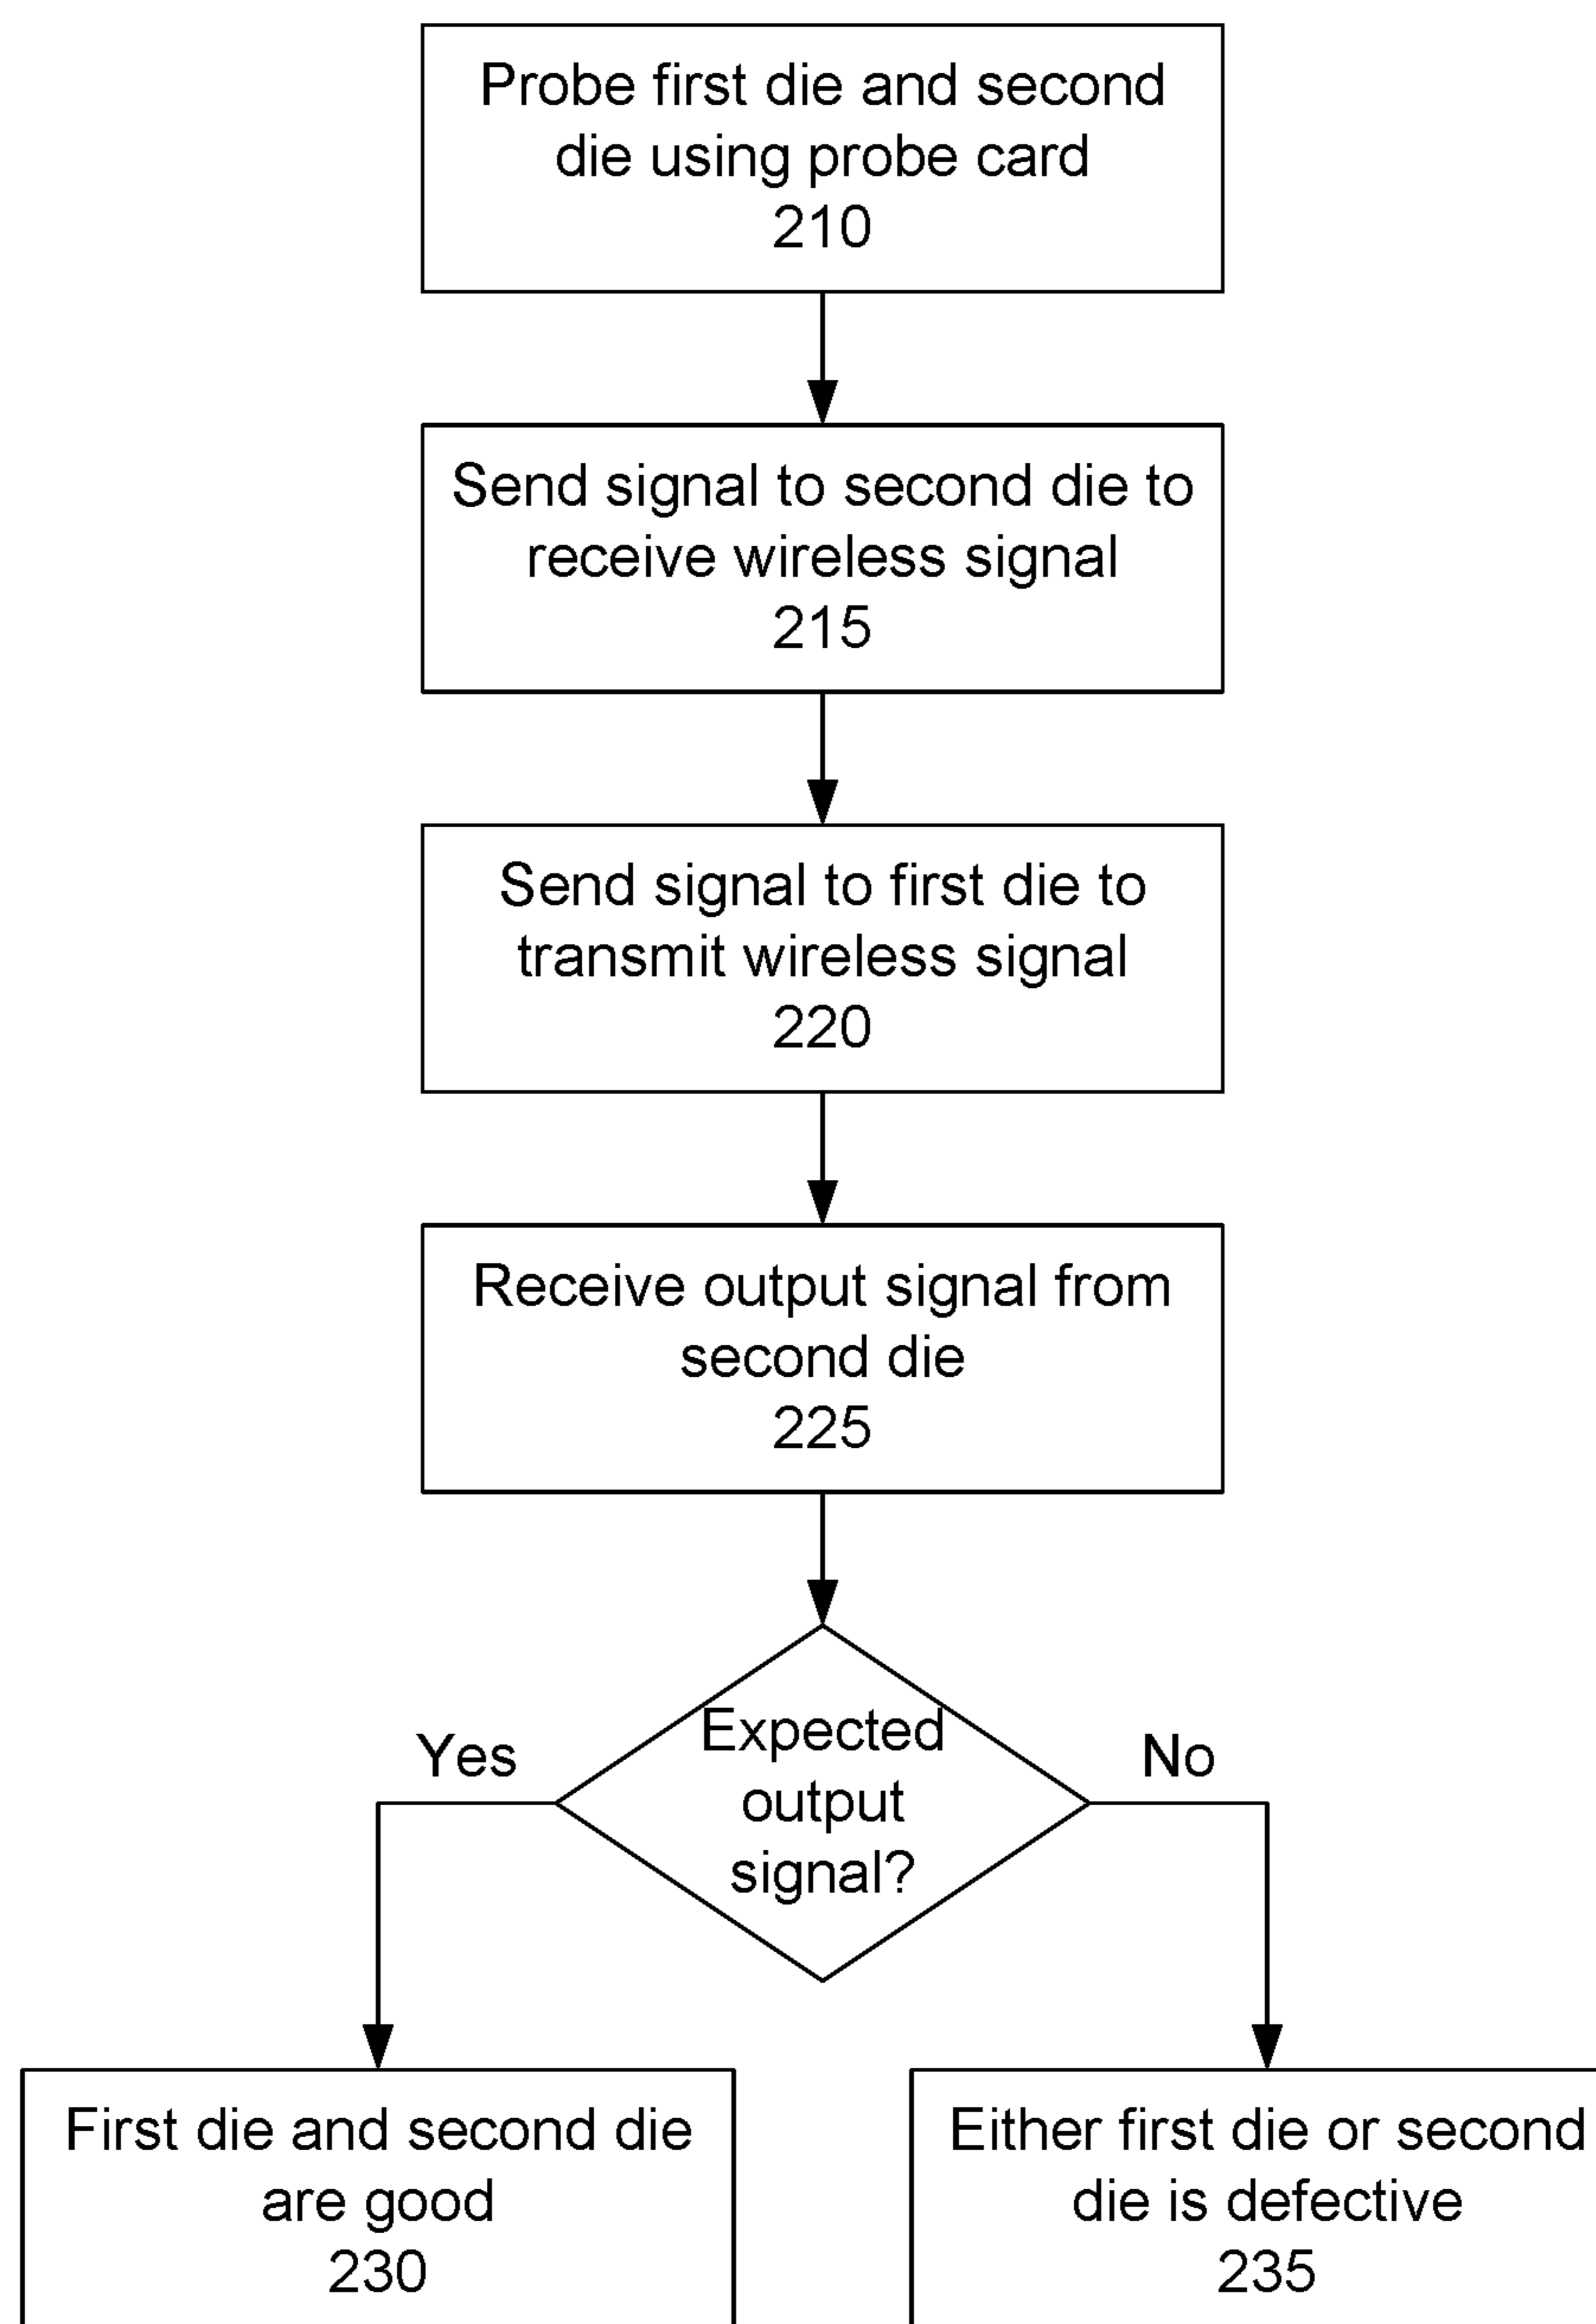 Probe first die and second
die using probe card
210
Send signal to second die to
receive wireless signal
215
Send signal to first die to
transmit wireless signal
220
Receive output signal from
second die
225
Expected
output
signal?
Yes
No
First die and second die
are good
230
Either first die or second
die is defective
235